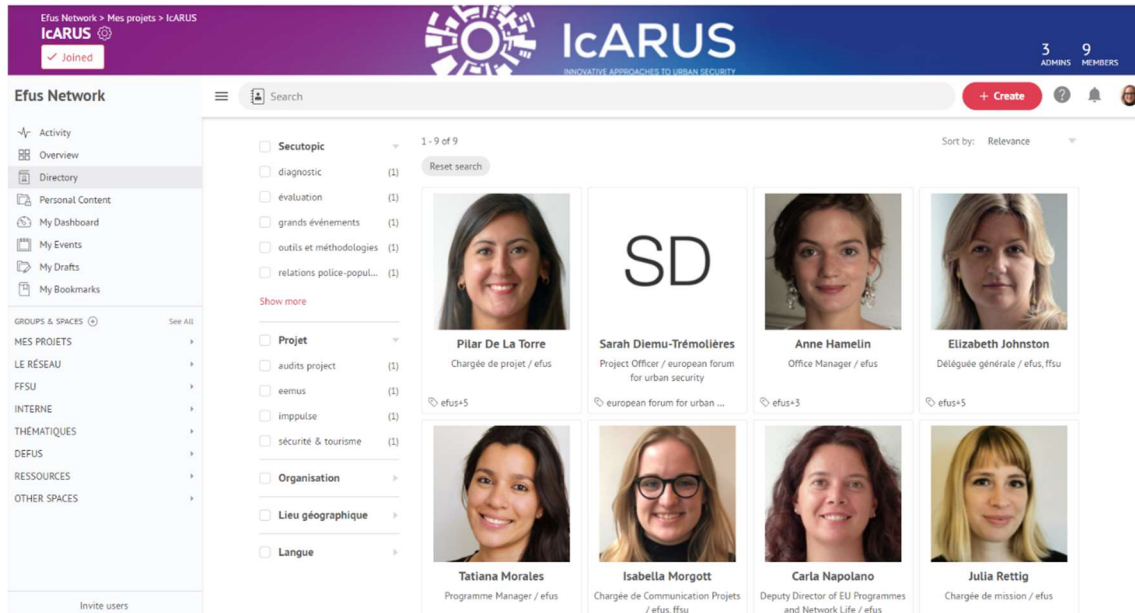 Efus Network > Mes projets > IcARUS
IcARUS
Joined
IcARUS
INNOVATIVE APPROACHES TO URBAN SECURITY
3 9
ADMINS MEMBERS
Efus Network
Search
+ Create
Activity
Overview
Directory
Personal Content
My Dashboard
My Events
My Drafts
My Bookmarks
GROUPS & SPACES See All
MES PROJETS
LE RÉSEAU
FFSU
INTERNE
THÉMATIQUES
DEFUS
RESSOURCES
OTHER SPACES
Invite users
Secutopic
diagnostic (1)
évaluation (1)
grands événements (1)
outils et méthodologies (1)
relations police-popul... (1)
Show more
Projet
audits project (1)
eemus (1)
imppulse (1)
sécurité & tourisme (1)
Organisation
Lieu géographique
Langue
1 - 9 of 9
Sort by: Relevance
Reset search
SD
Pilar De La Torre
Chargée de projet / efus
efus+5
Sarah Diemu-Trémolières
Project Officer / european forum
for urban security
european forum for urban ...
Anne Hamelin
Office Manager / efus
efus+3
Elizabeth Johnston
Déléguée générale / efus, ffsu
efus+5
Tatiana Morales
Programme Manager / efus
Isabella Morgott
Chargée de Communication Projets
/ efus, ffsu
Carla Napolano
Deputy Director of EU Programmes
and Network Life / efus
Julia Rettig
Chargée de mission / efus